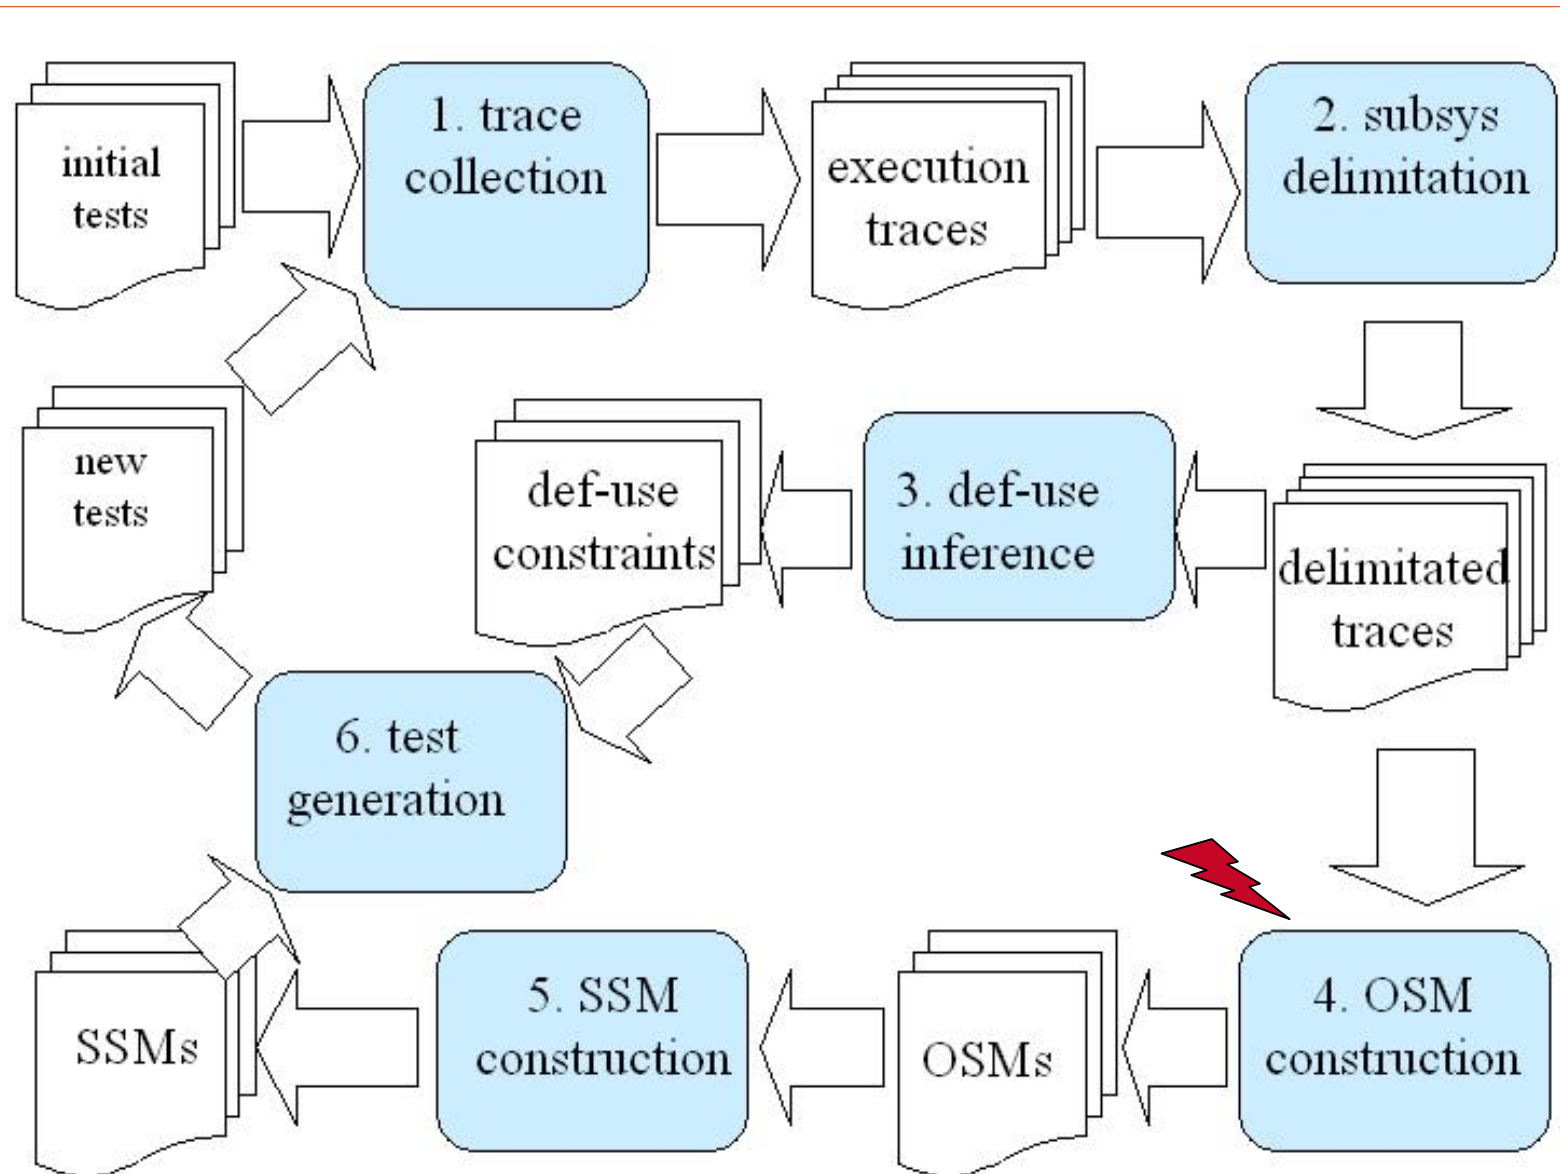 initial
tests
1. trace
collection
execution
traces
2. subsys
delimitation
new
tests
def-use
constraints
3. def-use
inference
delimitated
traces
6. test
generation
SSMs
5. SSM
construction
OSMs
4. OSM
construction